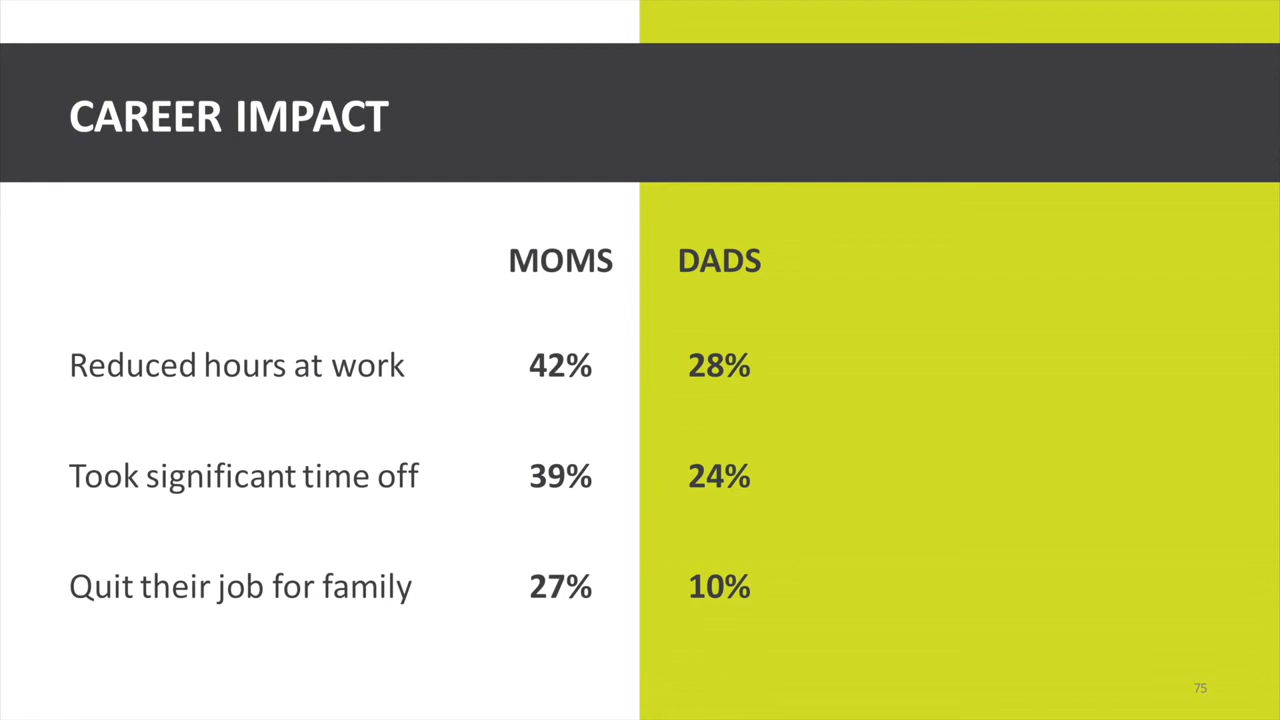 CAREER IMPACT
MOMS DADS
Reduced hours at work 42% 28%
Took significant time off 39% 24%
Quit their job for family 27% 10%
75